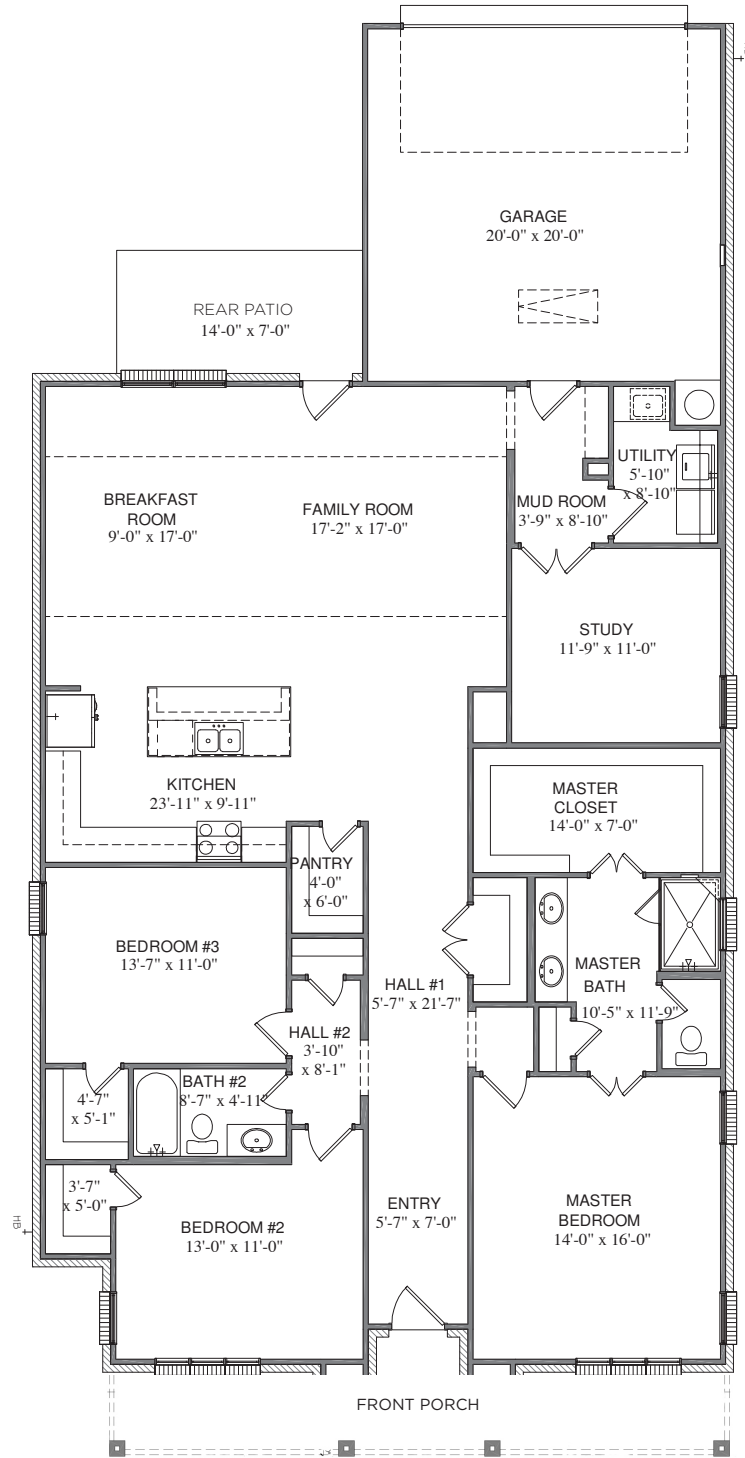 GARAGE
20'-0" x 20'-0"
REAR PATIO
14'-0" x 7'-0"
BREAKFAST
ROOM
9'-0" x 17'-0"
FAMILY ROOM
17'-2" x 17'-0"
MUD ROOM
3'-9" x 8'-10"
UTILITY
5'-10"
x 8'-10"
STUDY
11'-9" x 11'-0"
KITCHEN
23'-11" x 9'-11"
MASTER
CLOSET
14'-0" x 7'-0"
PANTRY
4'-0"
x 6'-0"
BEDROOM #3
13'-7" x 11'-0"
HALL #1
5'-7" x 21'-7"
MASTER
BATH
10'-5" x 11'-9"
HALL #2
3'-10"
x 8'-1"
BATH #2
8'-7" x 4'-11"
4'-7"
x 5'-1"
3'-7"
x 5'-0"
HB
BEDROOM #2
13'-0" x 11'-0"
ENTRY
5'-7" x 7'-0"
MASTER
BEDROOM
14'-0" x 16'-0"
FRONT PORCH